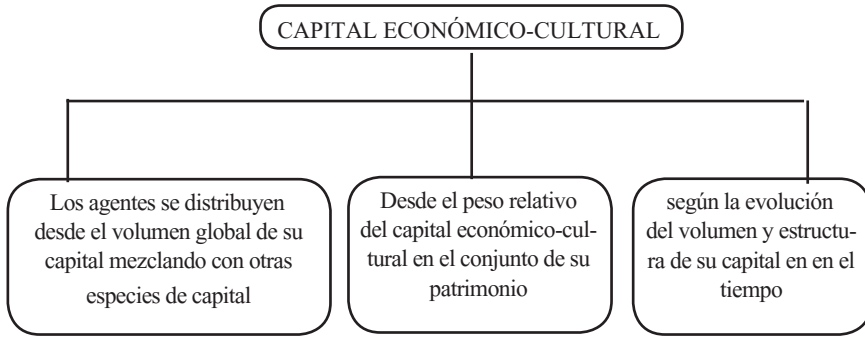 CAPITAL ECONÓMICO-CULTURAL
Los agentes se distribuyen
desde el volumen global de su
capital mezclando con otras
especies de capital
Desde el peso relativo
del capital económico-cul-
tural en el conjunto de su
patrimonio
según la evolución
del volumen y estructu-
ra de su capital en en el
tiempo